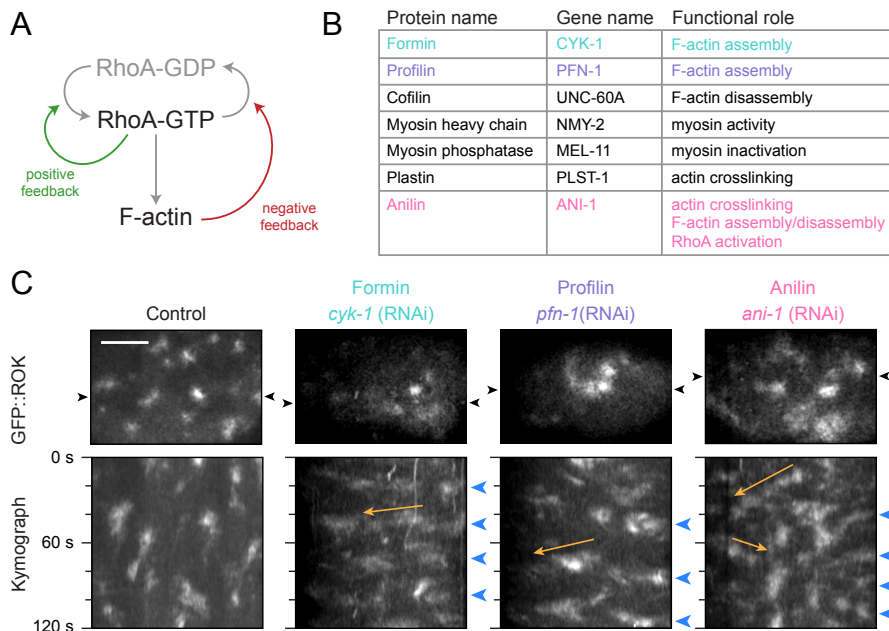 A
RhoA-GDP
RhoA-GTP
positive
feedback
F-actin
negative
feedback
B
Protein name Gene name Functional role
Formin CYK-1 F-actin assembly
Profilin PFN-1 F-actin assembly
Cofilin UNC-60A F-actin disassembly
Myosin heavy chain NMY-2 myosin activity
Myosin phosphatase MEL-11 myosin inactivation
Plastin PLST-1 actin crosslinking
Anilin ANI-1 actin crosslinking
F-actin assembly/disassembly
RhoA activation
C
Control
Formin
cyk-1 (RNAi)
Profilin
pfn-1(RNAi)
Anilin
ani-1 (RNAi)
GFP::ROK
Kymograph
0 s
60 s
120 s